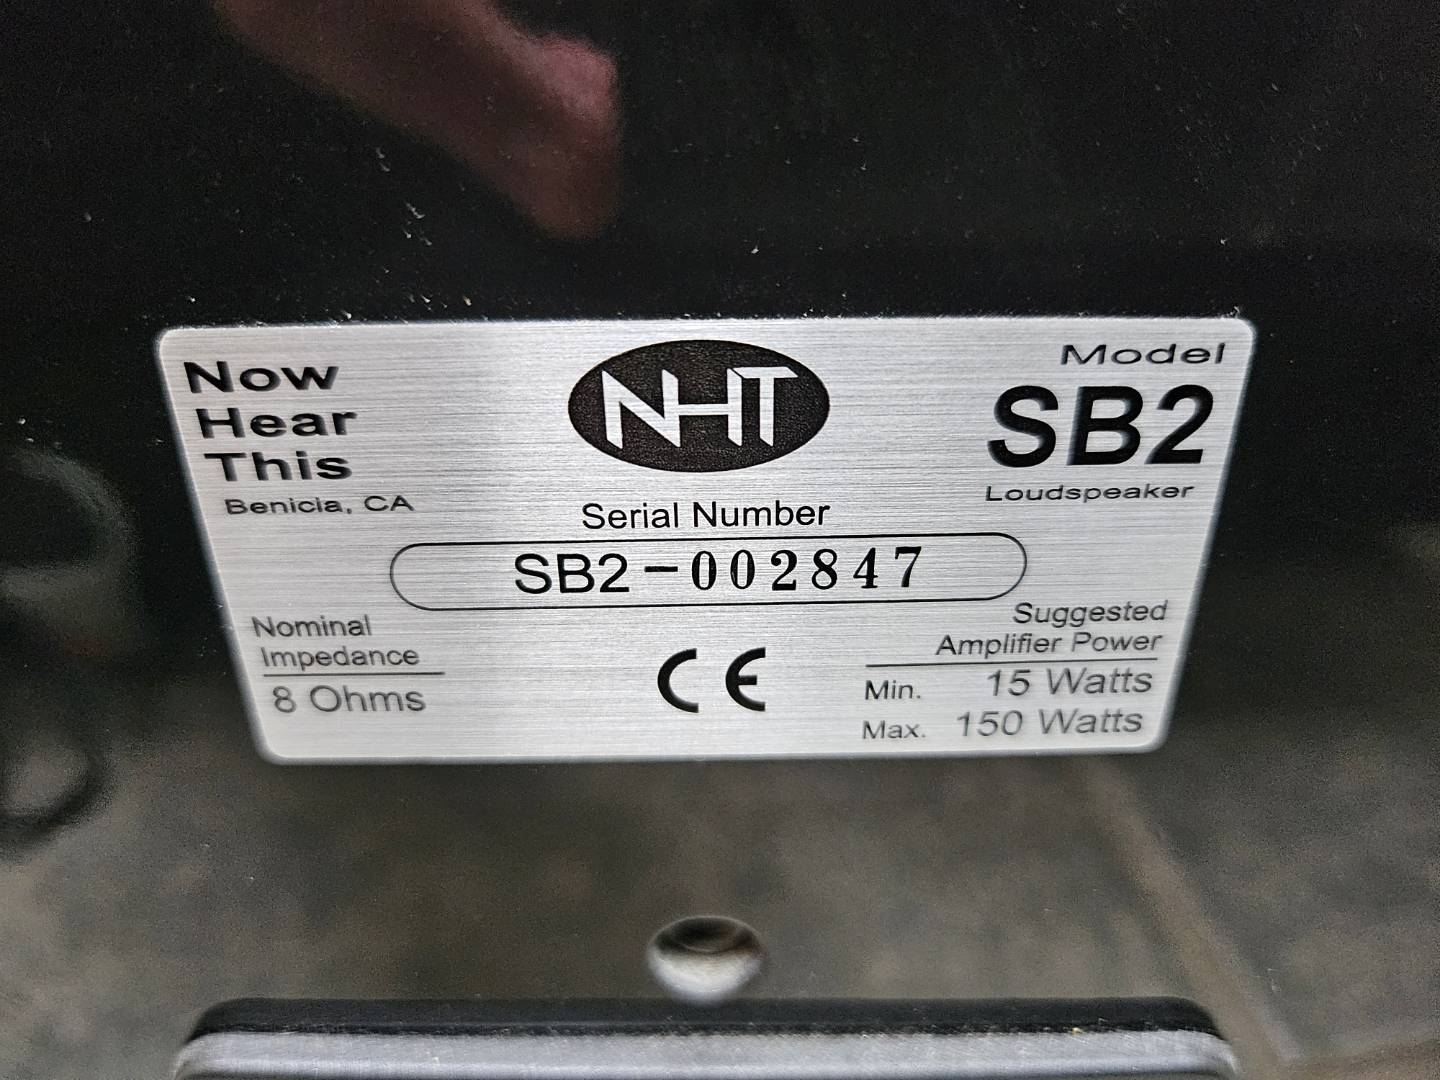 Now
Hear
This
Benicia, CA
NHT
Model
SB2
Loudspeaker
Serial Number
SB2-002847
Nominal
Impedance
8 Ohms
CE
Suggested
Amplifier Power
Min. 15 Watts
Max. 150 Watts